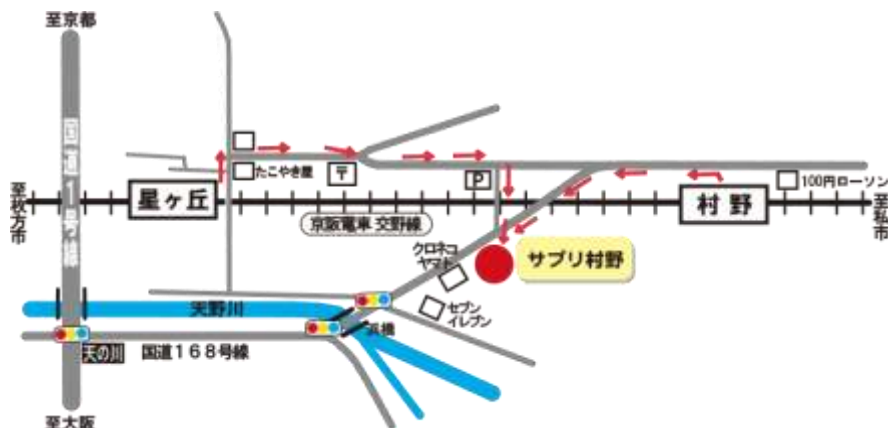 至京都
国道1号線
たこやき屋
〒
P
100円ローソン
至枚方市
星ヶ丘
村野
至私市
京阪電車 交野線
クロネコ
ヤマト
サプリ村野
セブン
イレブン
天野川
浜橋
天の川
国道168号線
至大阪